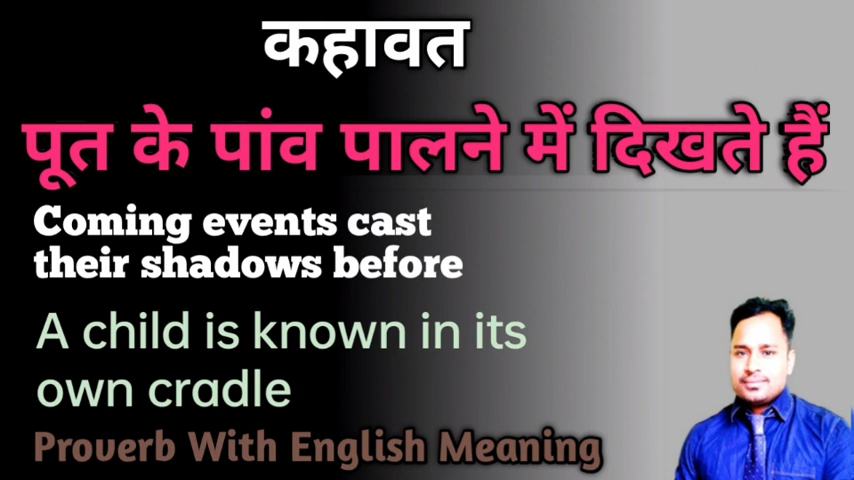 कहावत
पूत के पांव पालने में दिखते हैं
Coming events cast
their shadows before
A child is known in its
own cradle
Proverb With English Meaning